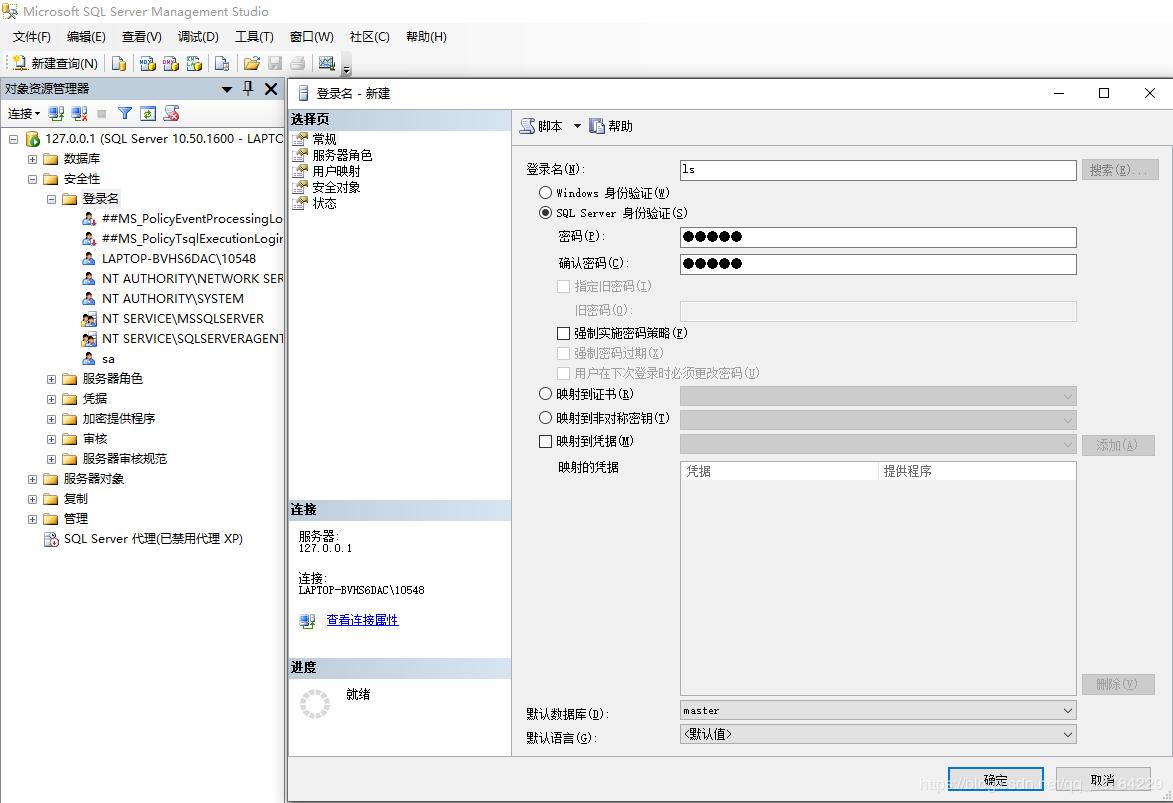 Microsoft SQL Server Management Studio
文件(F) 编辑(E) 查看(V) 调试(D) 工具(T) 窗口(W) 社区(C) 帮助(H)
新建查询(N)
对象资源管理器
连接
127.0.0.1 (SQL Server 10.50.1600 - LAPTO
数据库
安全性
登录名
##MS_PolicyEventProcessingLo
##MS_PolicyTsqlExecutionLogin
LAPTOP-BVHS6DAC\10548
NT AUTHORITY\NETWORK SER
NT AUTHORITY\SYSTEM
NT SERVICE\MSSQLSERVER
NT SERVICE\SQLSERVERAGENT
sa
服务器角色
凭据
加密提供程序
审核
服务器审核规范
服务器对象
复制
管理
SQL Server 代理(已禁用代理 XP)
登录名 - 新建
选择页
常规
服务器角色
用户映射
安全对象
状态
连接
服务器:
127.0.0.1
连接:
LAPTOP-BVHS6DAC\10548
查看连接属性
进度
就绪
脚本 帮助
登录名(N): ls 搜索(E)...
Windows 身份验证(W)
SQL Server 身份验证(S)
密码(P): ●●●●●
确认密码(C): ●●●●●
指定旧密码(I)
旧密码(O):
强制实施密码策略(F)
强制密码过期(X)
用户在下次登录时必须更改密码(U)
映射到证书(R)
映射到非对称密钥(T)
映射到凭据(M) 添加(A)
映射的凭据 凭据 提供程序
删除(V)
默认数据库(D): master
默认语言(G): <默认值>
确定 取消